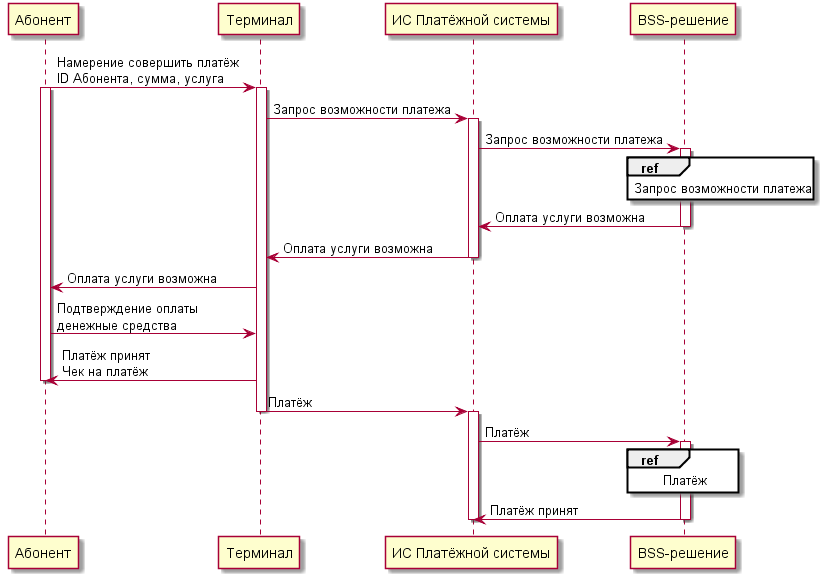 Абонент
Терминал
ИС Платёжной системы
BSS-решение
Намерение совершить платёж
ID Абонента, сумма, услуга
Запрос возможности платежа
Запрос возможности платежа
ref
Запрос возможности платежа
Оплата услуги возможна
Оплата услуги возможна
Оплата услуги возможна
Подтверждение оплаты
денежные средства
Платёж принят
Чек на платёж
Платёж
Платёж
ref
Платёж
Платёж принят
Абонент
Терминал
ИС Платёжной системы
BSS-решение